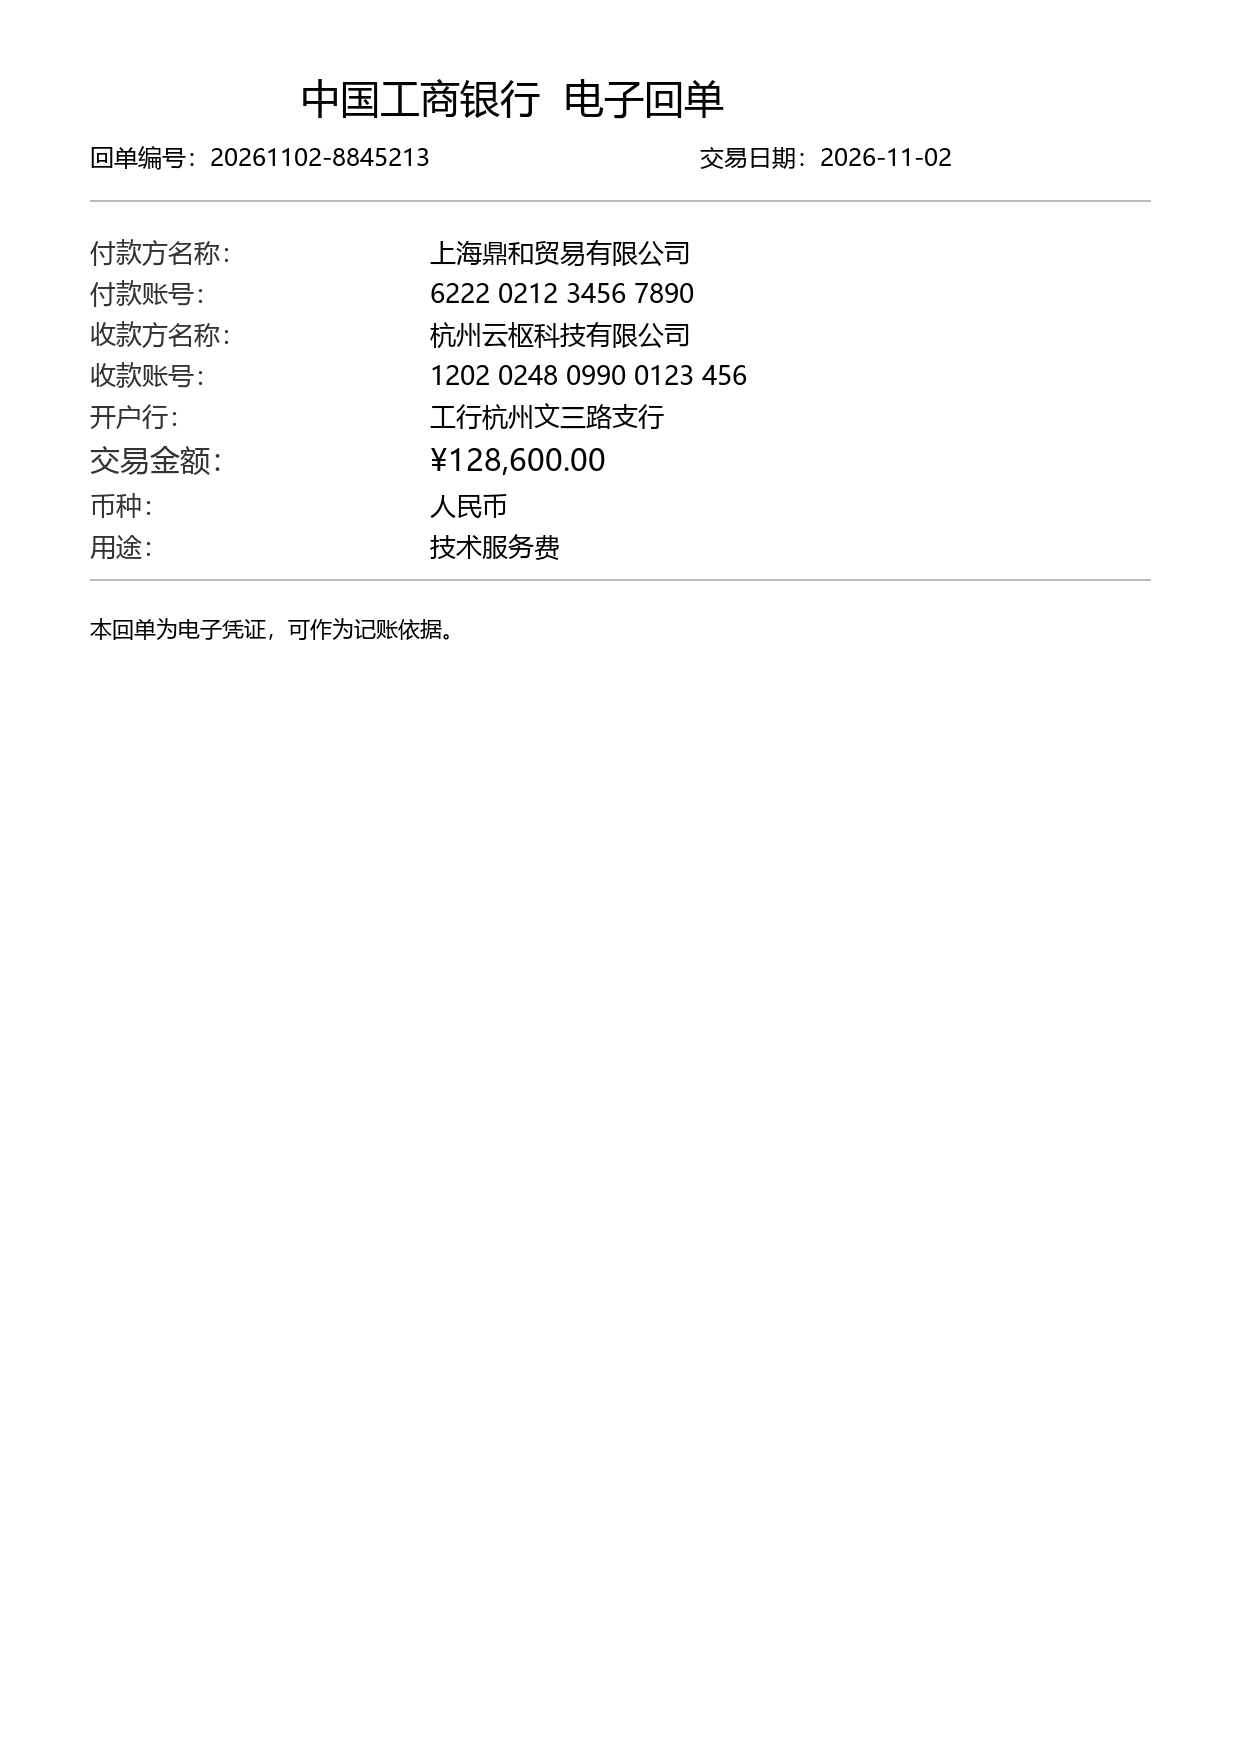 中国工商银行 电子回单
回单编号：20261102-8845213 交易日期：2026-11-02
付款方名称： 上海鼎和贸易有限公司
付款账号： 6222 0212 3456 7890
收款方名称： 杭州云枢科技有限公司
收款账号： 1202 0248 0990 0123 456
开户行： 工行杭州文三路支行
交易金额： ¥128,600.00
币种： 人民币
用途： 技术服务费
本回单为电子凭证，可作为记账依据。